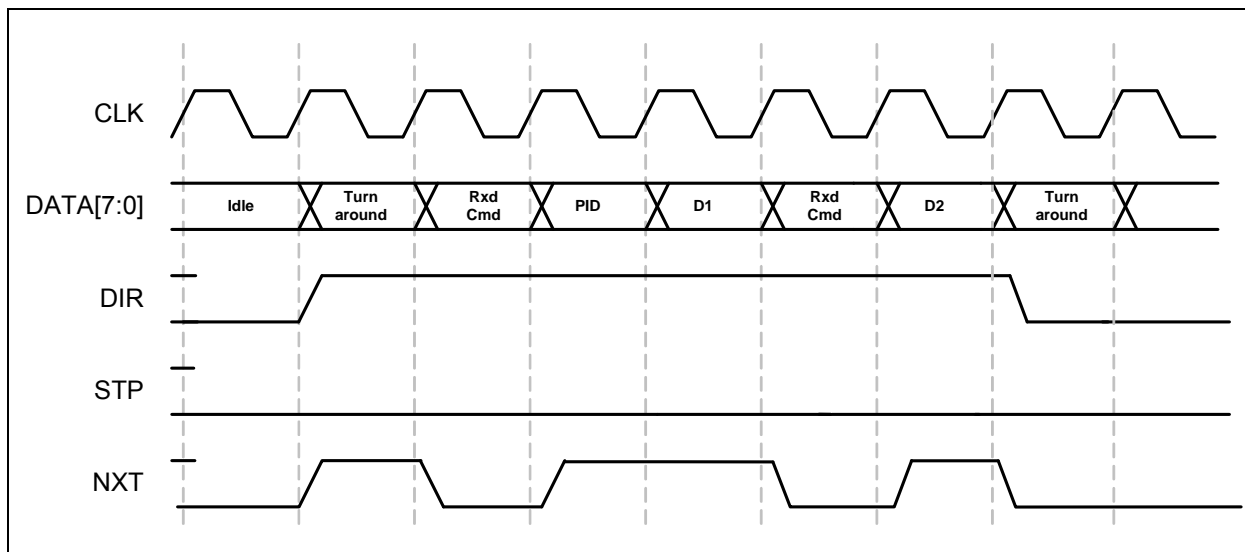 CLK
DATA[7:0]
Idle
Turn
around
Rxd
Cmd
PID
D1
Rxd
Cmd
D2
Turn
around
DIR
STP
NXT